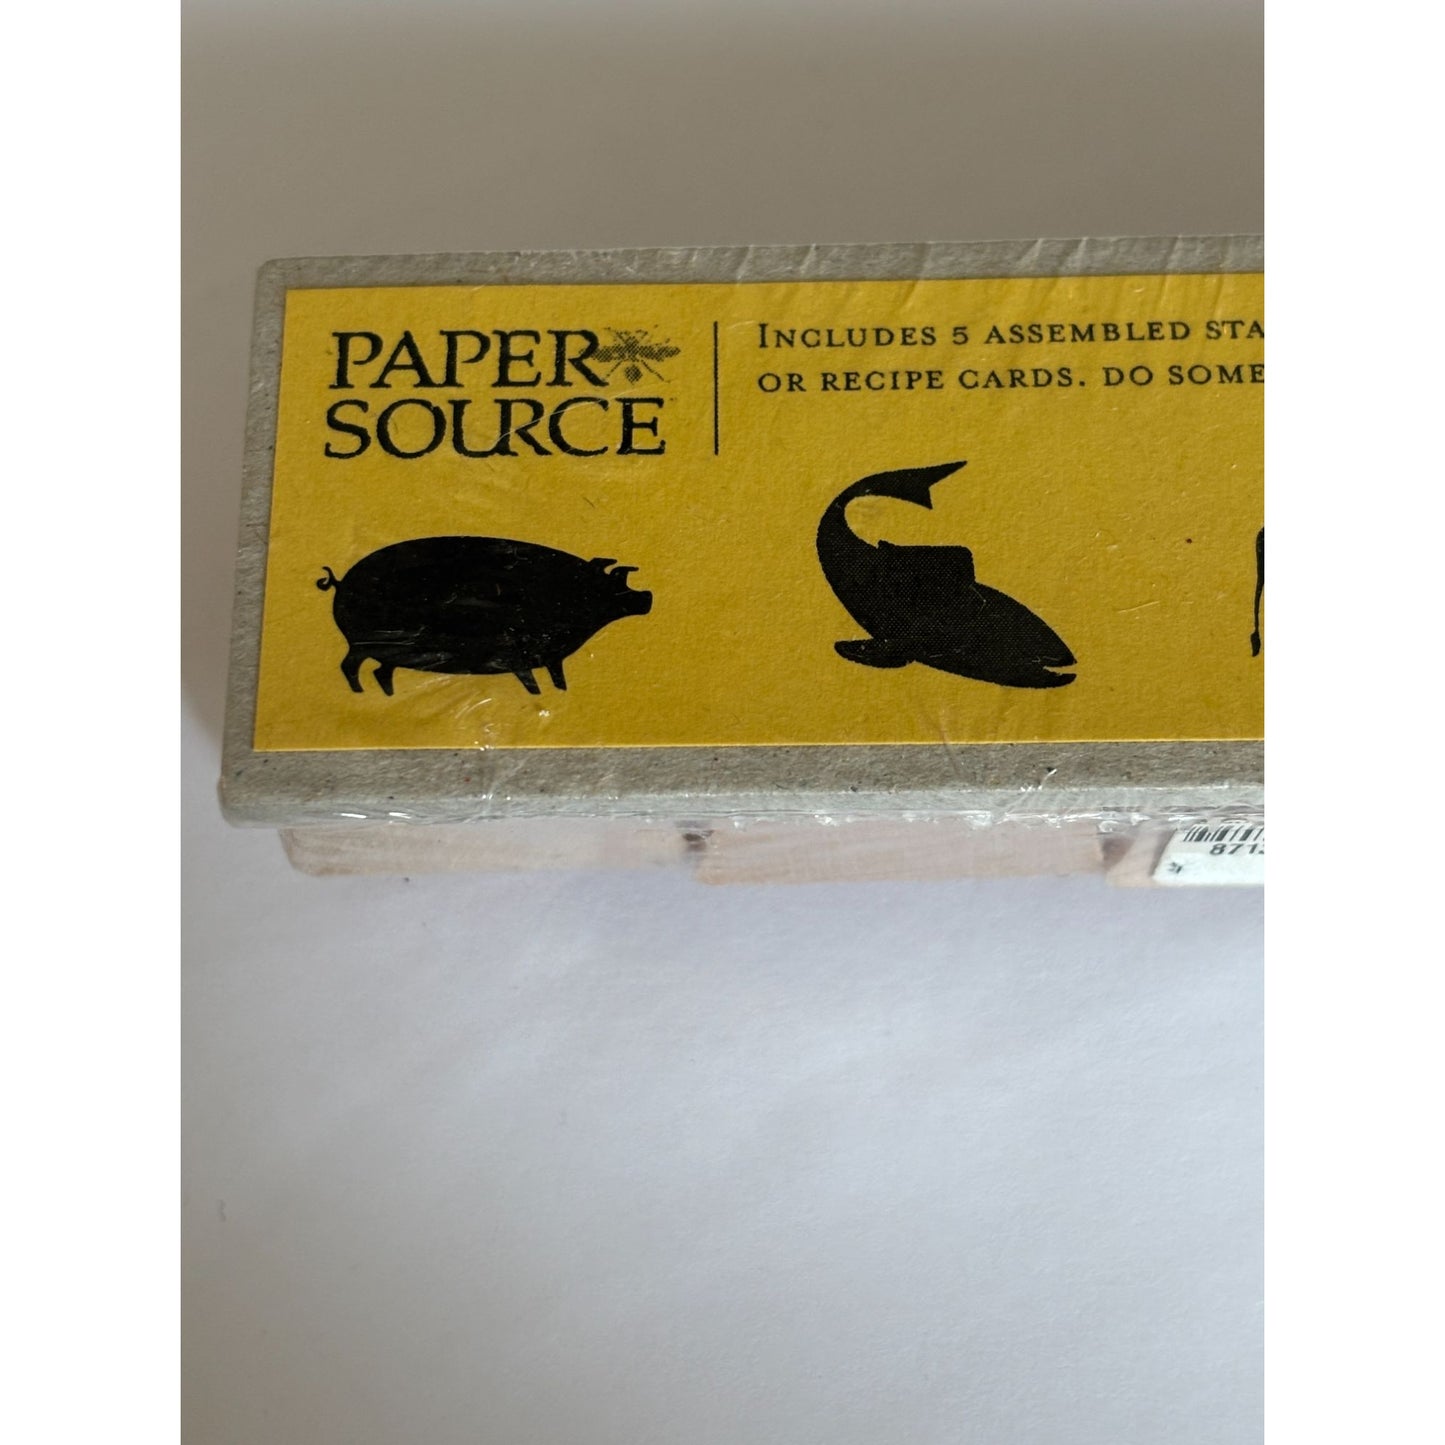 PAPER
SOURCE
INCLUDES 5 ASSEMBLED STA
OR RECIPE CARDS. DO SOME
871